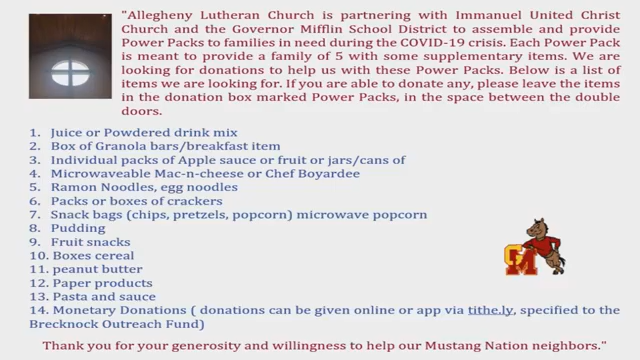 "Allegheny Lutheran Church is partnering with Immanuel United Christ
Church and the Governor Mifflin School District to assemble and provide
Power Packs to families in need during the COVID-19 crisis. Each Power Pack
is meant to provide a family of 5 with some supplementary items. We are
looking for donations to help us with these Power Packs. Below is a list of
items we are looking for. If you are able to donate any, please leave the items
in the donation box marked Power Packs, in the space between the double
doors.
1. Juice or Powdered drink mix
2. Box of Granola bars/breakfast item
3. Individual packs of Apple sauce or fruit or jars/cans of
4. Microwaveable Mac-n-cheese or Chef Boyardee
5. Ramon Noodles, egg noodles
6. Packs or boxes of crackers
7. Snack bags (chips, pretzels, popcorn) microwave popcorn
8. Pudding
9. Fruit snacks
10. Boxes cereal
11. peanut butter
12. Paper products
13. Pasta and sauce
14. Monetary Donations ( donations can be given online or app via tithe.ly, specified to the
Brecknock Outreach Fund)
GM
Thank you for your generosity and willingness to help our Mustang Nation neighbors."